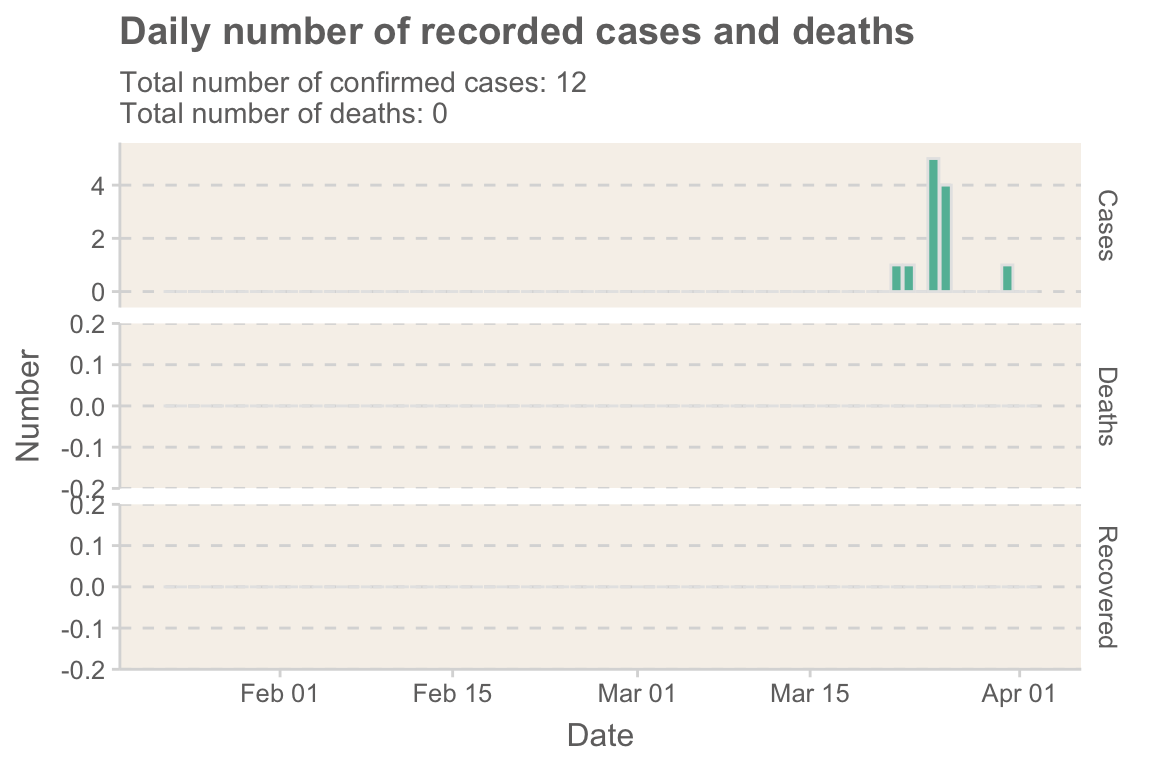 Daily number of recorded cases and deaths
Total number of confirmed cases: 12
Total number of deaths: 0
4
2
0
Cases
0.2
0.1
0.0
-0.1
-0.2
Deaths
0.2
0.1
0.0
-0.1
-0.2
Recovered
Number
Feb 01 Feb 15 Mar 01 Mar 15 Apr 01
Date